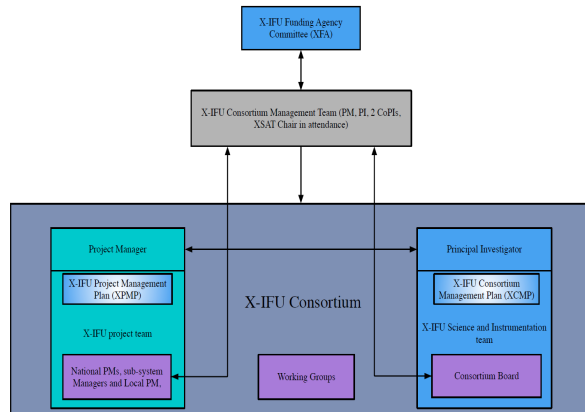 X-IFU Funding Agency
Committee (XFA)
X-IFU Consortium Management Team (PM, PI, 2 CoPIs,
XSAT Chair in attendance)
Project Manager
Principal Investigator
X-IFU Project Management
Plan (XPMP)
X-IFU Consortium
Management Plan (XCMP)
X-IFU Consortium
X-IFU project team
X-IFU Science and Instrumentation
team
National PMs, sub-system
Managers and Local PM,
Working Groups
Consortium Board